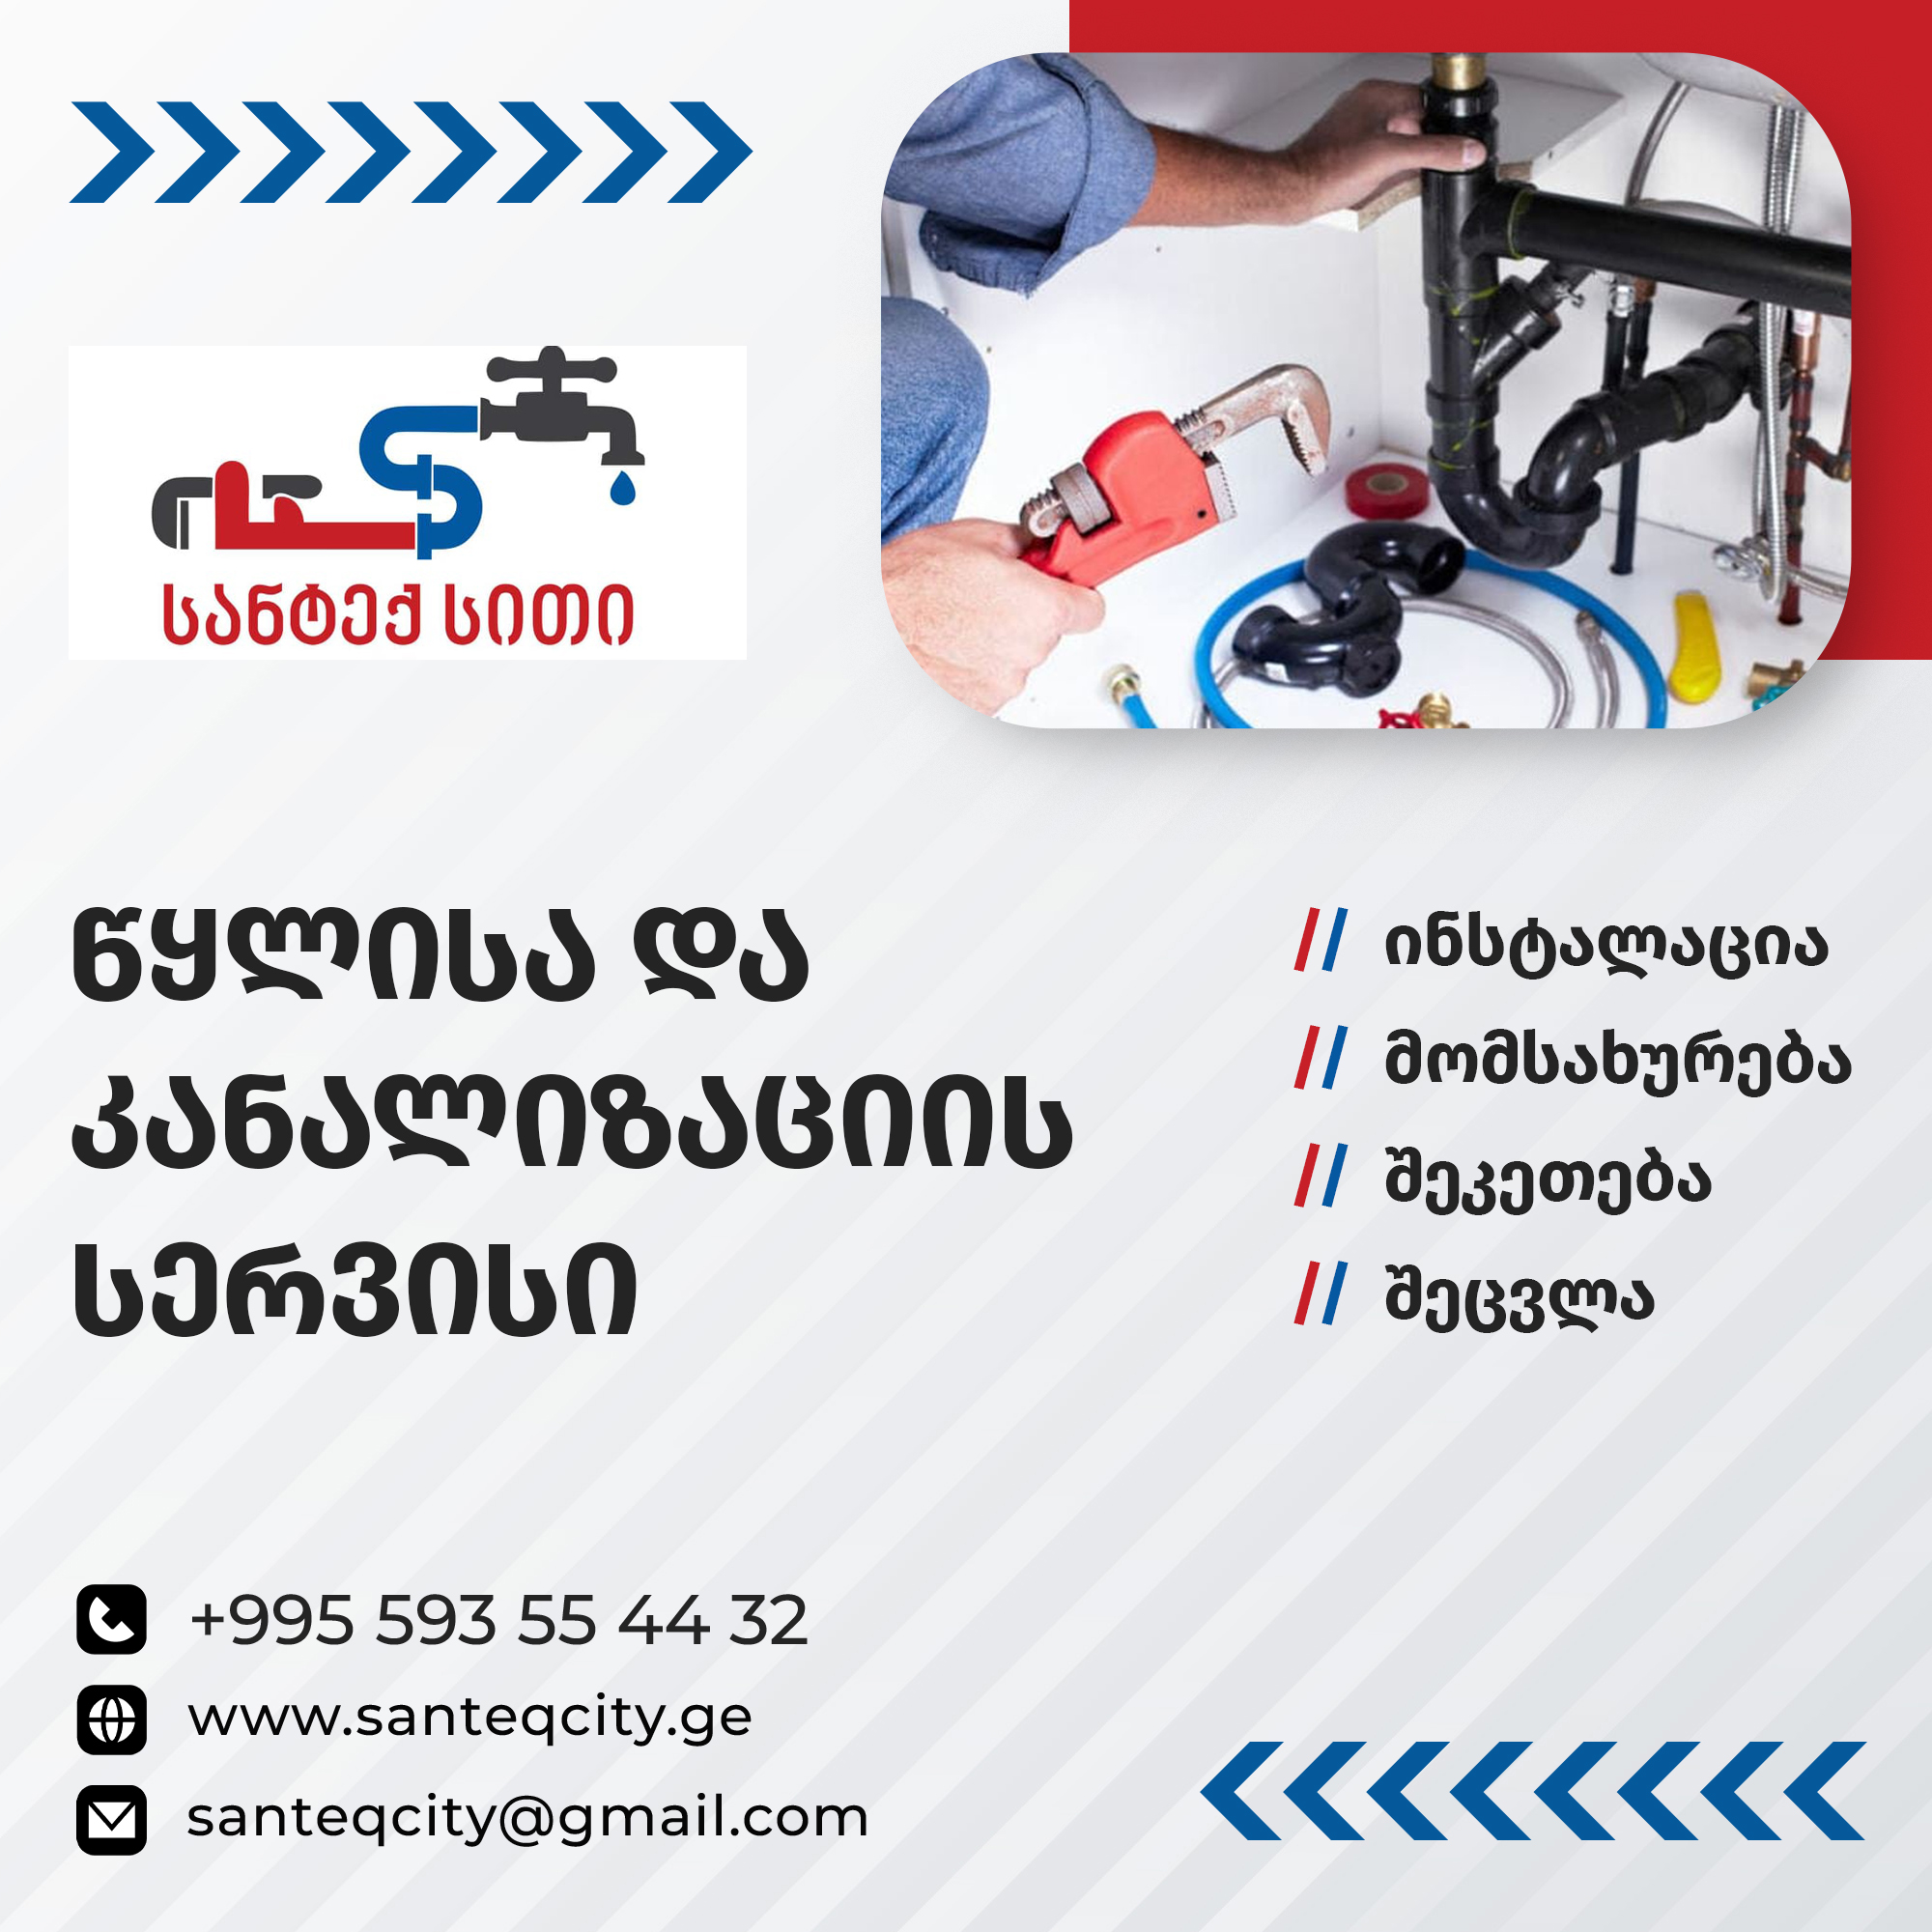 სანტექ სითი
წყლისა და
კანალიზაციის
სერვისი
// ინსტალაცია
// მომსახურება
// შეკეთება
// შეცვლა
+995 593 55 44 32
www.santeqcity.ge
santeqcity@gmail.com